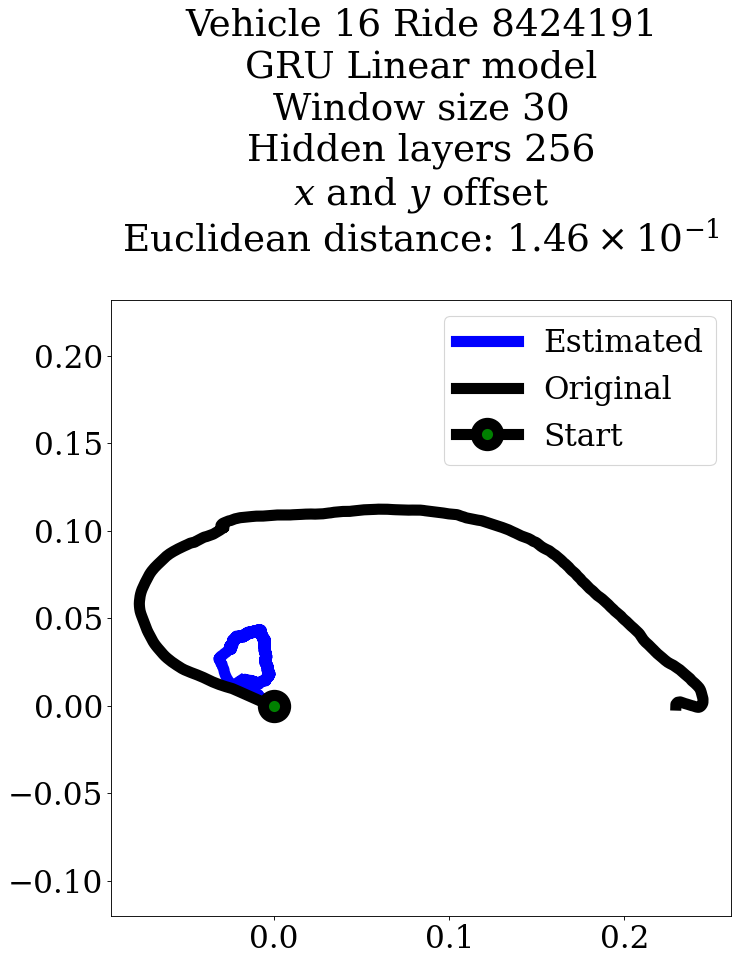 Vehicle 16 Ride 8424191
GRU Linear model
Window size 30
Hidden layers 256
x and y offset
Euclidean distance: 1.46 × 10⁻¹
Estimated
Original
Start
0.20
0.15
0.10
0.05
0.00
−0.05
−0.10
0.0 0.1 0.2